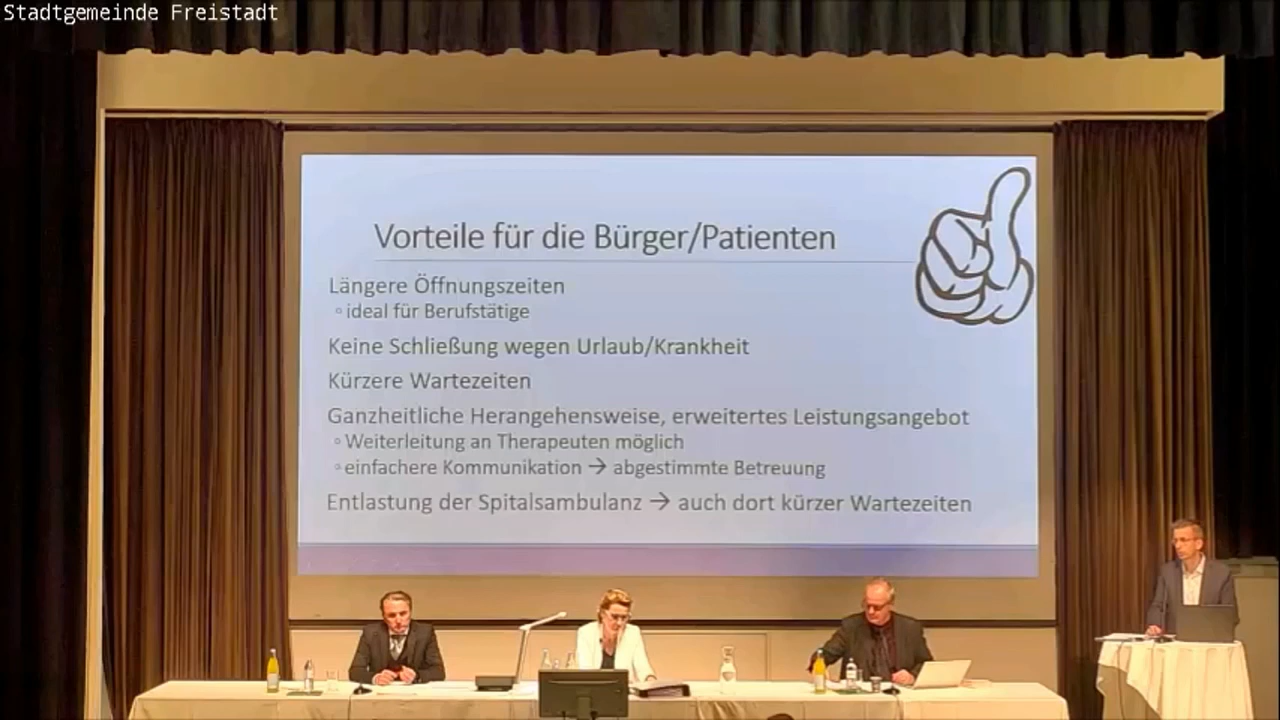 Stadtgemeinde Freistadt
Vorteile für die Bürger/Patienten
Längere Öffnungszeiten
◦ ideal für Berufstätige
Keine Schließung wegen Urlaub/Krankheit
Kürzere Wartezeiten
Ganzheitliche Herangehensweise, erweitertes Leistungsangebot
◦ Weiterleitung an Therapeuten möglich
◦ einfachere Kommunikation → abgestimmte Betreuung
Entlastung der Spitalsambulanz → auch dort kürzer Wartezeiten